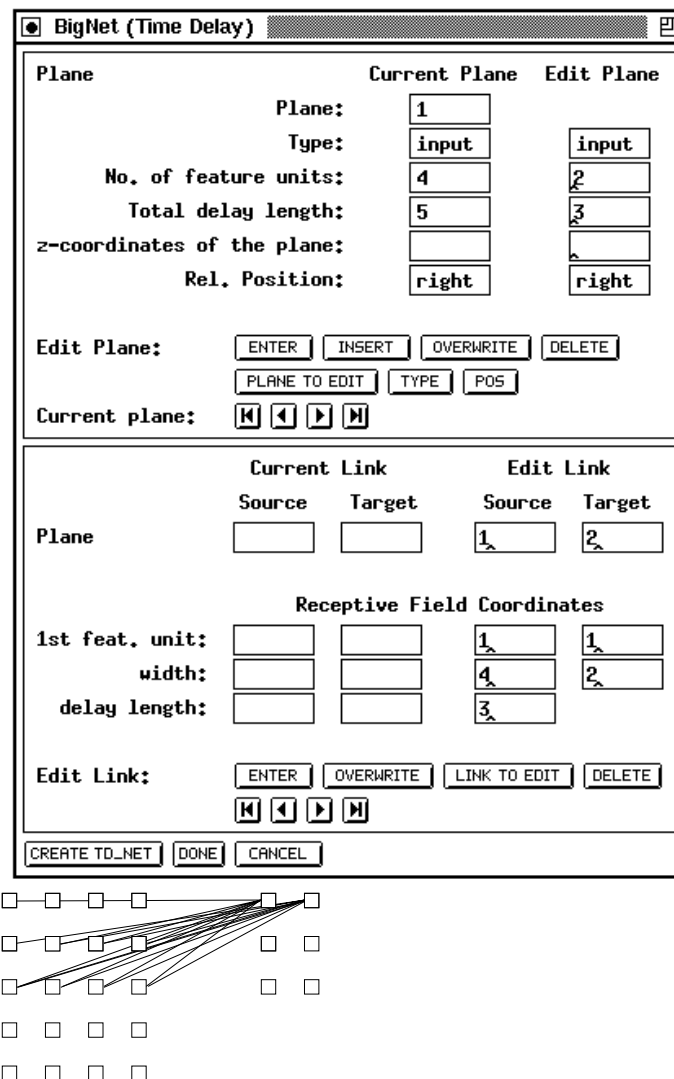 BigNet (Time Delay)
Plane Current Plane Edit Plane
Plane: 1
Type: input input
No. of feature units: 4 2
Total delay length: 5 3
z-coordinates of the plane:
Rel. Position: right right
Edit Plane: ENTER INSERT OVERWRITE DELETE
PLANE TO EDIT TYPE POS
Current plane:
Current Link Edit Link
Source Target Source Target
Plane 1 2
Receptive Field Coordinates
1st feat. unit: 1 1
width: 4 2
delay length: 3
Edit Link: ENTER OVERWRITE LINK TO EDIT DELETE
CREATE TD_NET DONE CANCEL